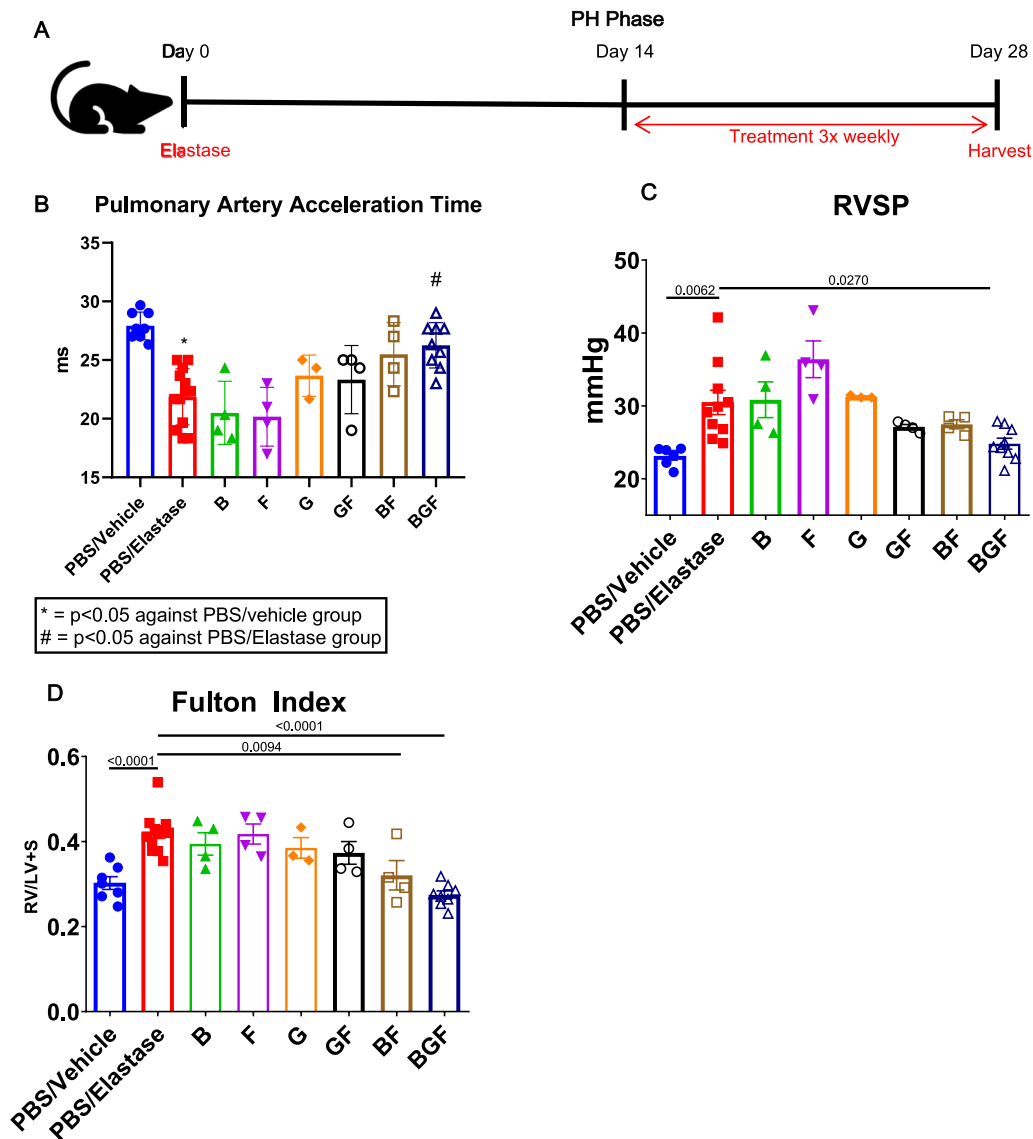 A
PH Phase
Day 0
Day 14
Day 28
Treatment 3x weekly
Elastase
Harvest
B
Pulmonary Artery Acceleration Time
35
30
25
20
15
ms
*
#
PBS/Vehicle
PBS/Elastase
B
F
G
GF
BF
BGF
* = p<0.05 against PBS/vehicle group
# = p<0.05 against PBS/Elastase group
C
RVSP
50
40
30
20
mmHg
0.0062
0.0270
PBS/Vehicle
PBS/Elastase
B
F
G
GF
BF
BGF
D
Fulton Index
<0.0001
0.0094
<0.0001
0.6
0.4
0.2
0.0
RV/LV+S
PBS/Vehicle
PBS/Elastase
B
F
G
GF
BF
BGF